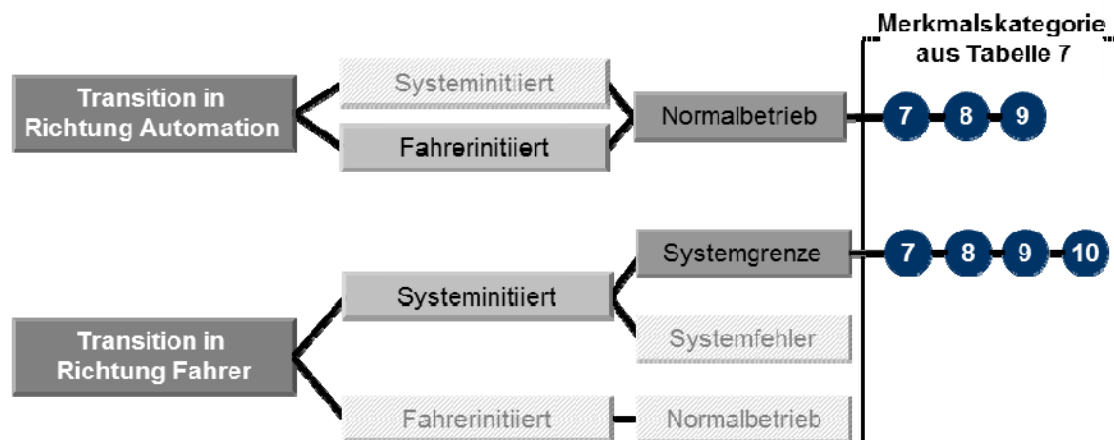 Merkmalskategorie
aus Tabelle 7
Transition in
Richtung Automation
Systeminitiiert
Fahrerinitiiert
Normalbetrieb
7 8 9
Transition in
Richtung Fahrer
Systeminitiiert
Systemgrenze
7 8 9 10
Systemfehler
Fahrerinitiiert
Normalbetrieb